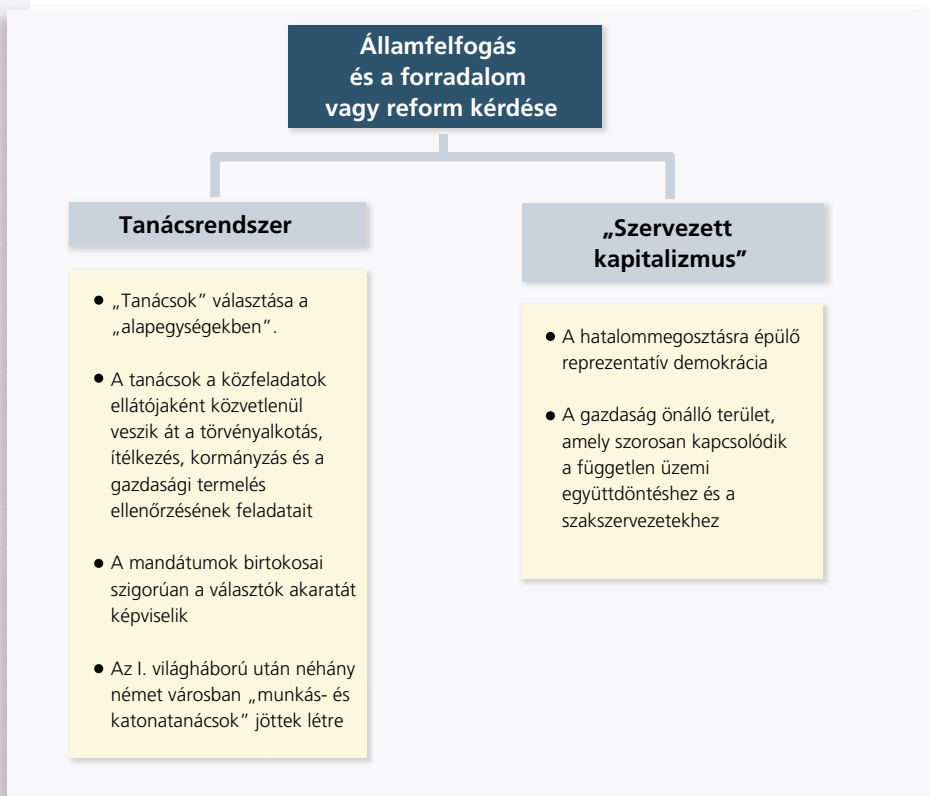 Államfelfogás
és a forradalom
vagy reform kérdése
Tanácsrendszer
• „Tanácsok” választása a
„alapegységekben”.
• A tanácsok a közfeladatok
ellátójaként közvetlenül
veszik át a törvényalkotás,
ítélkezés, kormányzás és a
gazdasági termelés
ellenőrzésének feladatait
• A mandátumok birtokosai
szigorúan a választók akaratát
képviselik
• Az I. világháború után néhány
német városban „munkás- és
katonatanácsok” jöttek létre
„Szervezett
kapitalizmus”
• A hatalommegosztásra épülő
reprezentatív demokrácia
• A gazdaság önálló terület,
amely szorosan kapcsolódik
a független üzemi
együttdöntéshez és a
szakszervezetekhez